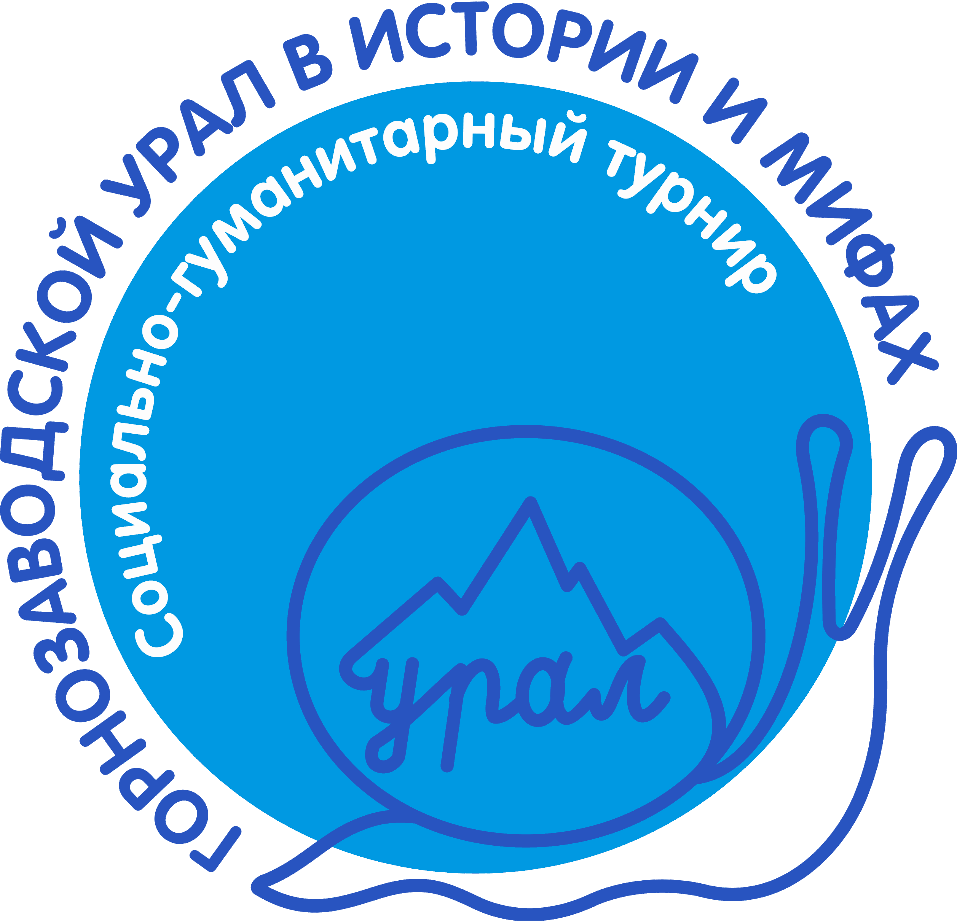 ГОРНОЗАВОДСКОЙ УРАЛ В ИСТОРИИ И МИФАХ
Социально-гуманитарный турнир
урал